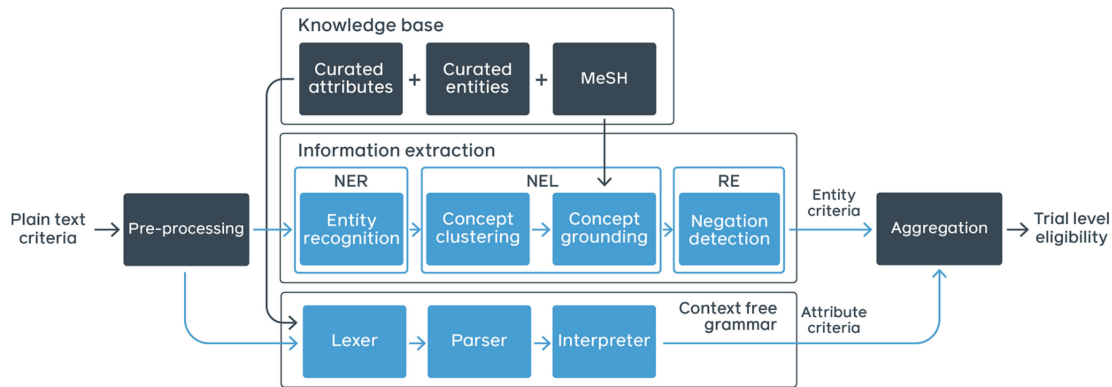 Knowledge base
Curated
attributes
+
Curated
entities
+
MeSH
Information extraction
NER
NEL
RE
Plain text
criteria
Pre-processing
Entity
recognition
Concept
clustering
Concept
grounding
Negation
detection
Entity
criteria
Aggregation
Trial level
eligibility
Context free
grammar
Attribute
criteria
Lexer
Parser
Interpreter